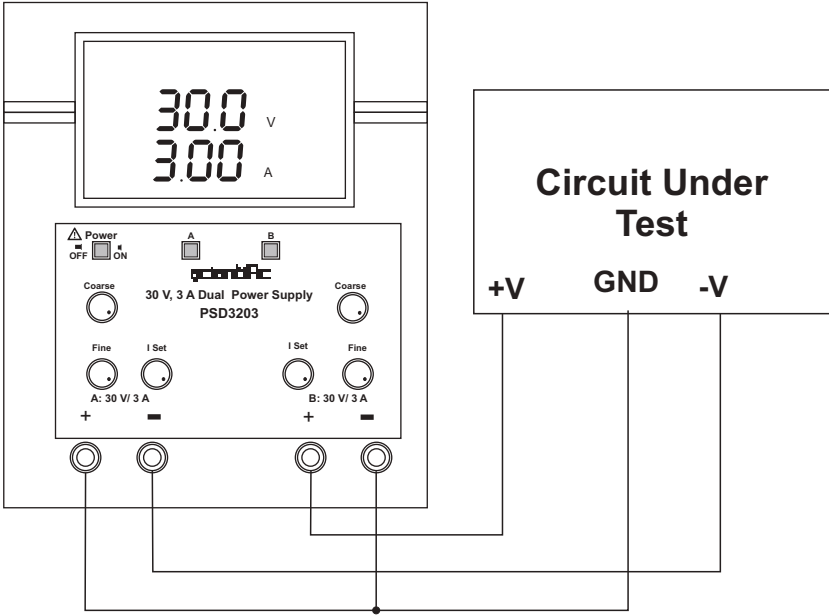 30.0 V
3.00 A
Power
OFF ON
A B
scientific
Coarse Coarse
30 V, 3 A Dual Power Supply
PSD3203
Fine I Set I Set Fine
A: 30 V/ 3 A B: 30 V/ 3 A
+ - + -
Circuit Under
Test
+V GND -V